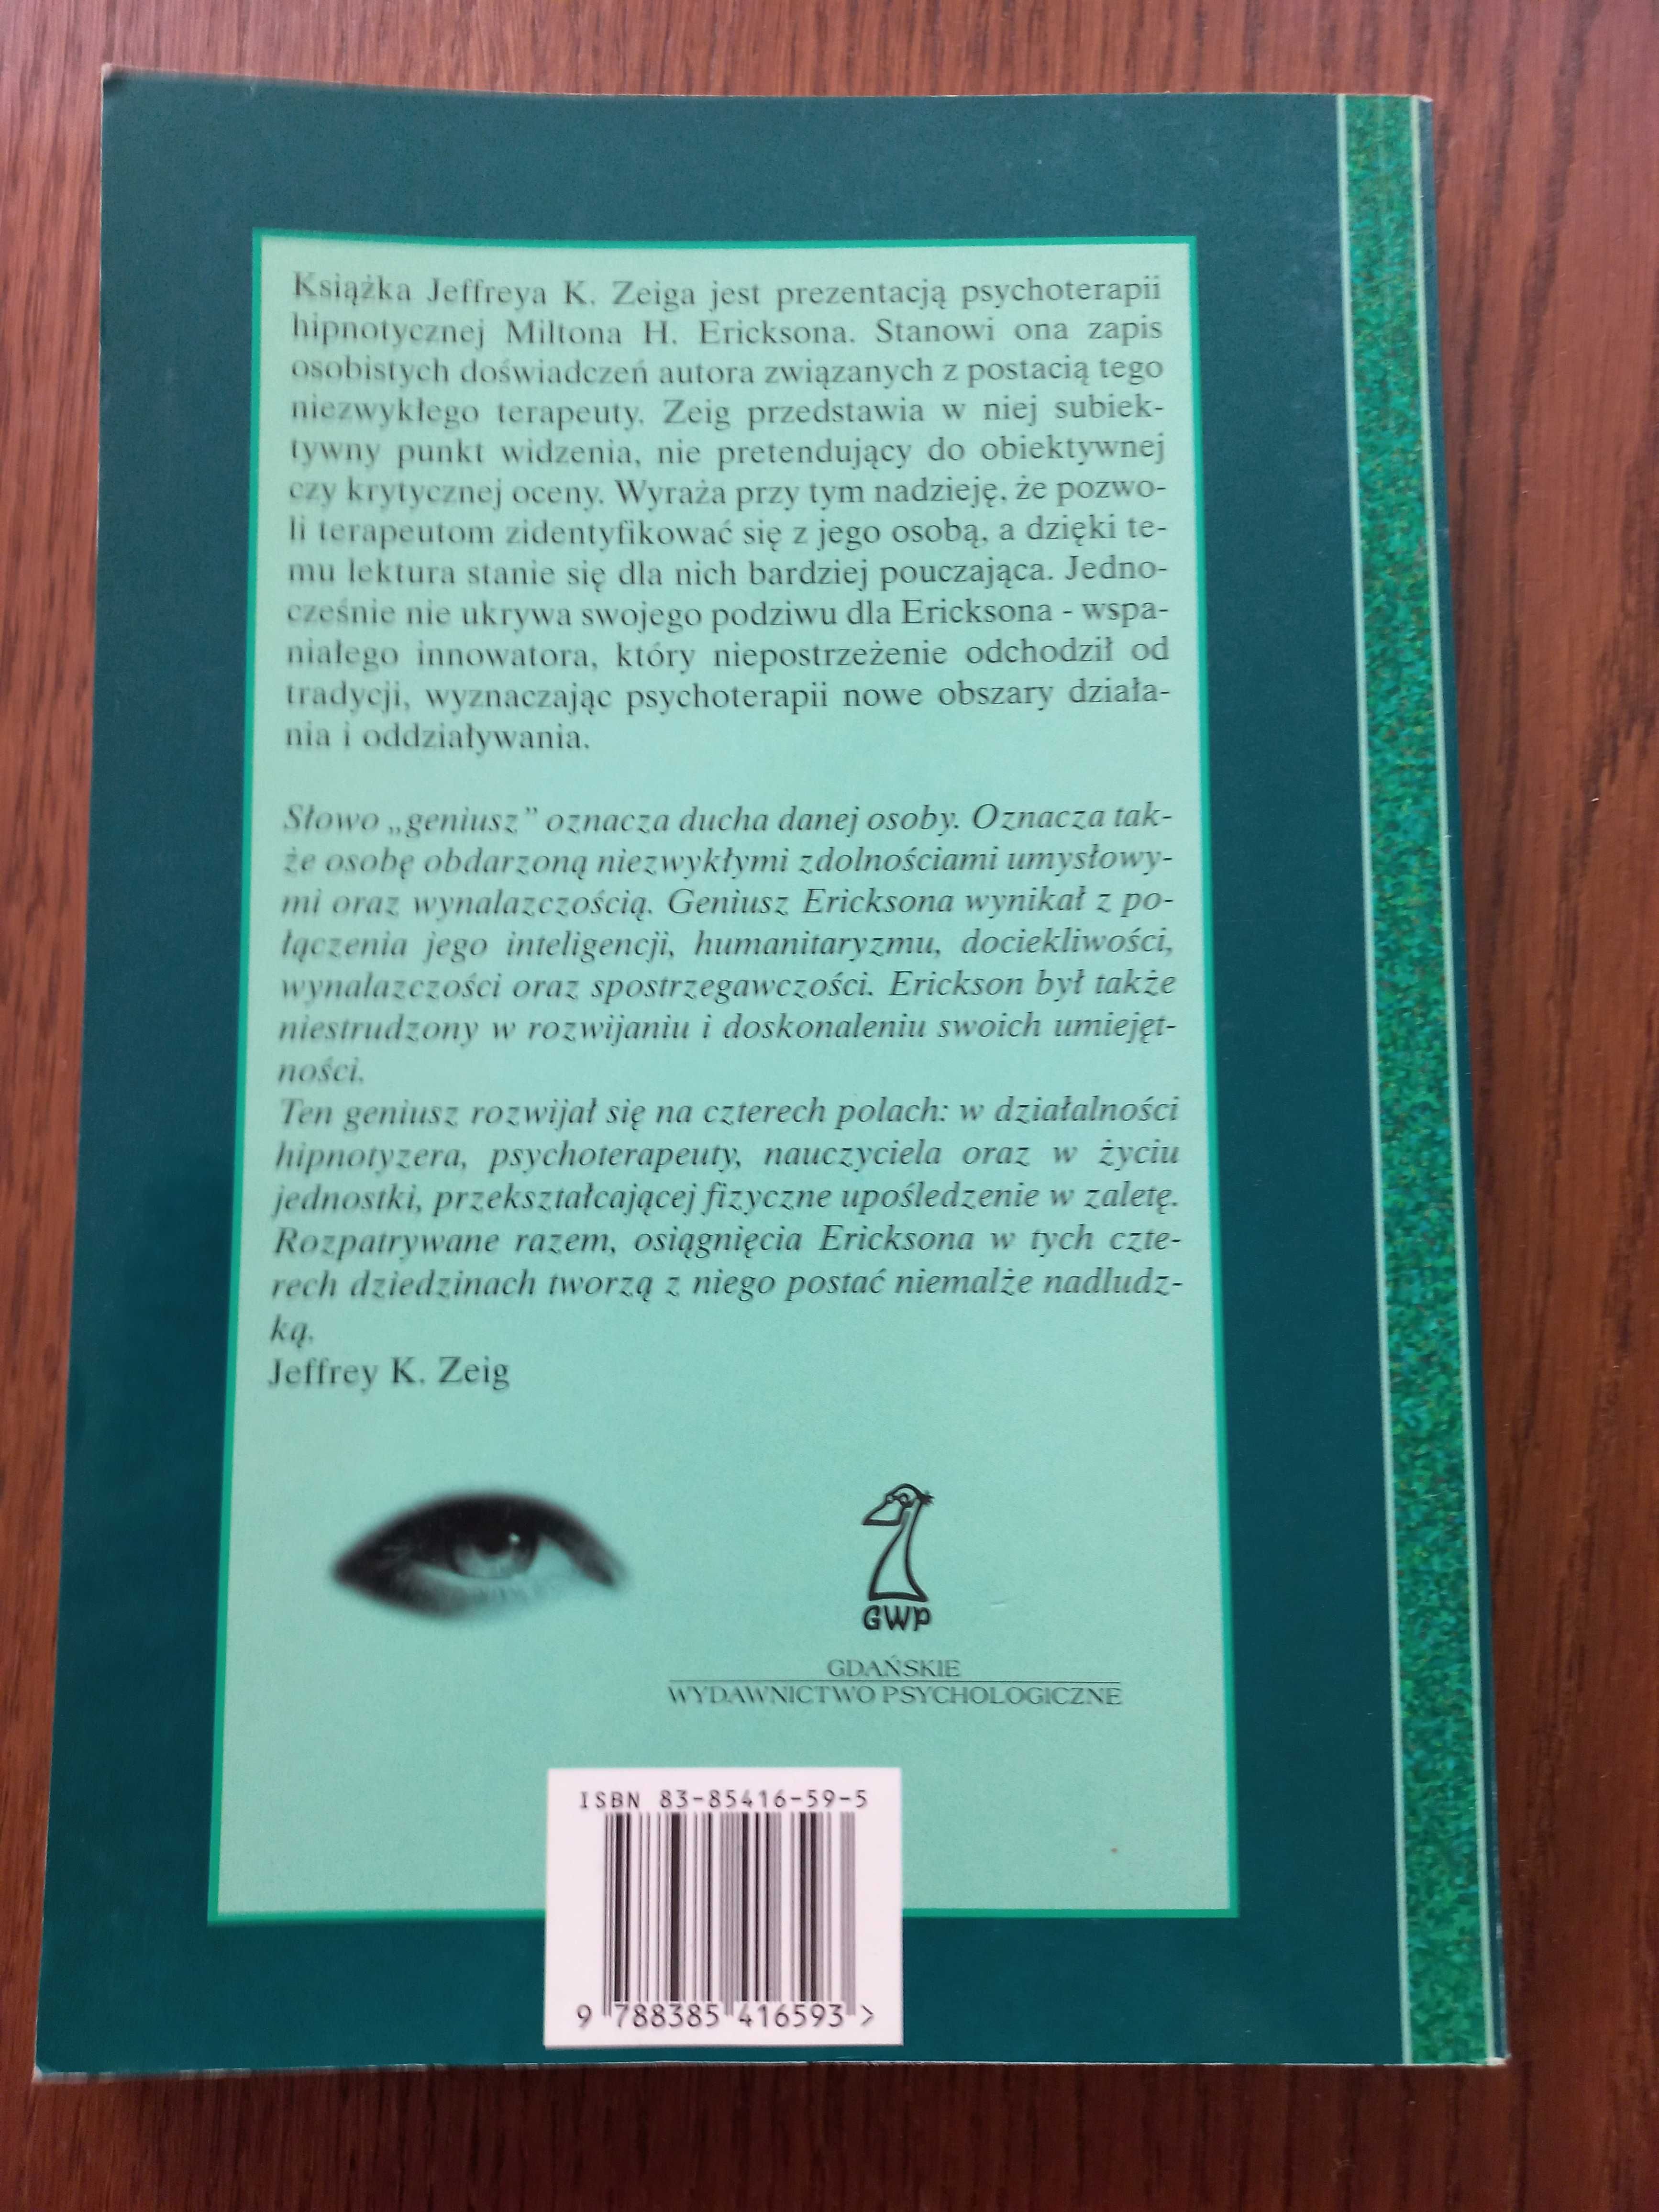 Książka Jeffreya K. Zeiga jest prezentacją psychoterapii
hipnotycznej Miltona H. Ericksona. Stanowi ona zapis
osobistych doświadczeń autora związanych z postacią tego
niezwykłego terapeuty. Zeig przedstawia w niej subiek-
tywny punkt widzenia, nie pretendujący do obiektywnej
czy krytycznej oceny. Wyraża przy tym nadzieję, że pozwo-
li terapeutom zidentyfikować się z jego osobą, a dzięki te-
mu lektura stanie się dla nich bardziej pouczająca. Jedno-
cześnie nie ukrywa swojego podziwu dla Ericksona - wspa-
niałego innowatora, który niepostrzeżenie odchodził od
tradycji, wyznaczając psychoterapii nowe obszary działa-
nia i oddziaływania.
Słowo „geniusz” oznacza ducha danej osoby. Oznacza tak-
że osobę obdarzoną niezwykłymi zdolnościami umysłowy-
mi oraz wynalazczością. Geniusz Ericksona wynikał z po-
łączenia jego inteligencji, humanitaryzmu, dociekliwości,
wynalazczości oraz spostrzegawczości. Erickson był także
niestrudzony w rozwijaniu i doskonaleniu swoich umiejęt-
ności.
Ten geniusz rozwijał się na czterech polach: w działalności
hipnotyzera, psychoterapeuty, nauczyciela oraz w życiu
jednostki, przekształcającej fizyczne upośledzenie w zaletę.
Rozpatrywane razem, osiągnięcia Ericksona w tych czte-
rech dziedzinach tworzą z niego postać niemalże nadludz-
ką.
Jeffrey K. Zeig
GWP
GDAŃSKIE
WYDAWNICTWO PSYCHOLOGICZNE
ISBN 83-85416-59-5
9 788385 416593 >